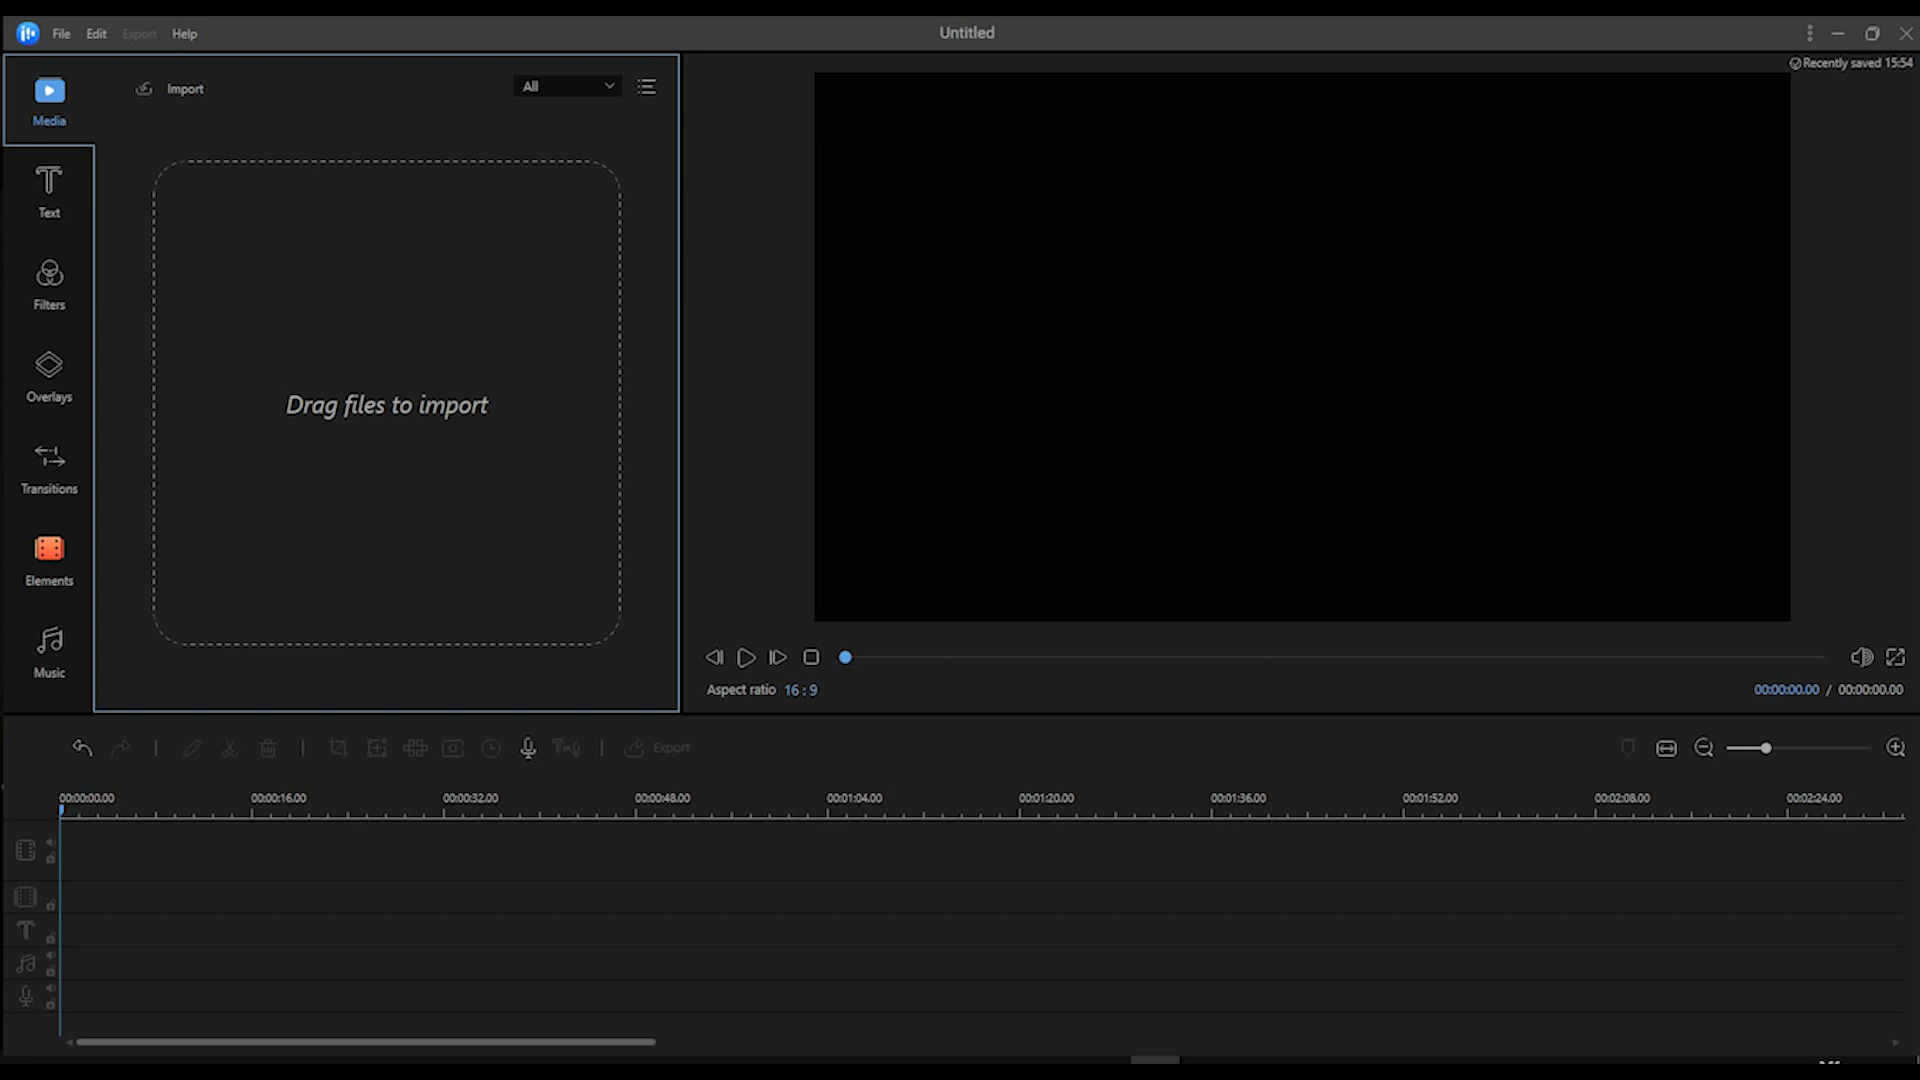 File Edit Export Help
Untitled
Recently saved 15:54
Media
Import
All
Text
Filters
Overlays
Transitions
Elements
Music
Drag files to import
Aspect ratio 16 : 9
00:00:00.00 / 00:00:00.00
Export
00:00:00.00 00:00:16.00 00:00:32.00 00:00:48.00 00:01:04.00 00:01:20.00 00:01:36.00 00:01:52.00 00:02:08.00 00:02:24.00